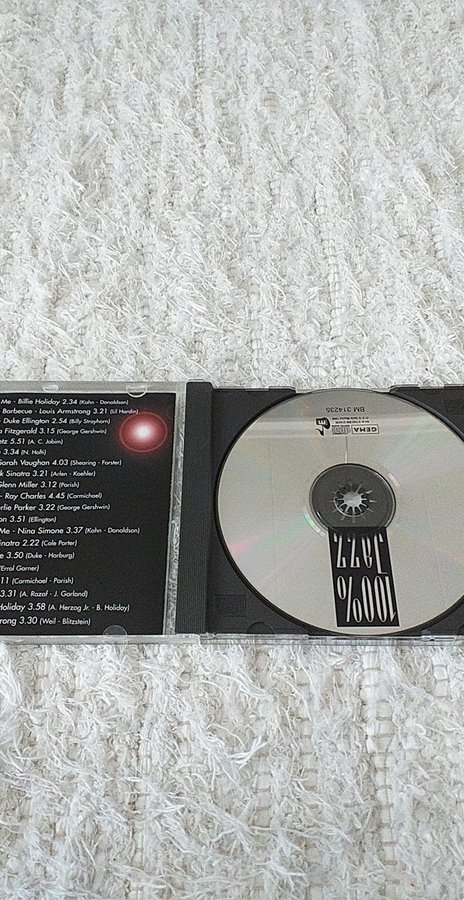 Me - Billie Holiday 2.34 (Kahn - Donaldson)
Barbecue - Louis Armstrong 3.21 (Lil Hardin)
- Duke Ellington 2.54 (Billy Strayhorn)
Fitzgerald 3.15 (George Gershwin)
etz 5.51 (A. C. Jobim)
- 3.34 (N. Hofti)
Sarah Vaughan 4.03 (Shearing - Forster)
k Sinatra 3.21 (Arlen - Koehler)
Glenn Miller 3.12 (Parish)
- Ray Charles 4.45 (Carmichael)
rlie Parker 3.22 (George Gershwin)
on 3.51 (Ellington)
Me - Nina Simone 3.37 (Kahn - Donaldson)
inatra 2.22 (Cole Porter)
e 3.50 (Duke - Harburg)
(Errol Garner)
11 (Carmichael - Parish)
3.31 (A. Razaf - J. Garland)
Holiday 3.58 (A. Herzog Jr. - B. Holiday)
trong 3.30 (Weil - Blitzstein)
BM 314235
GEMA
100% Jazz